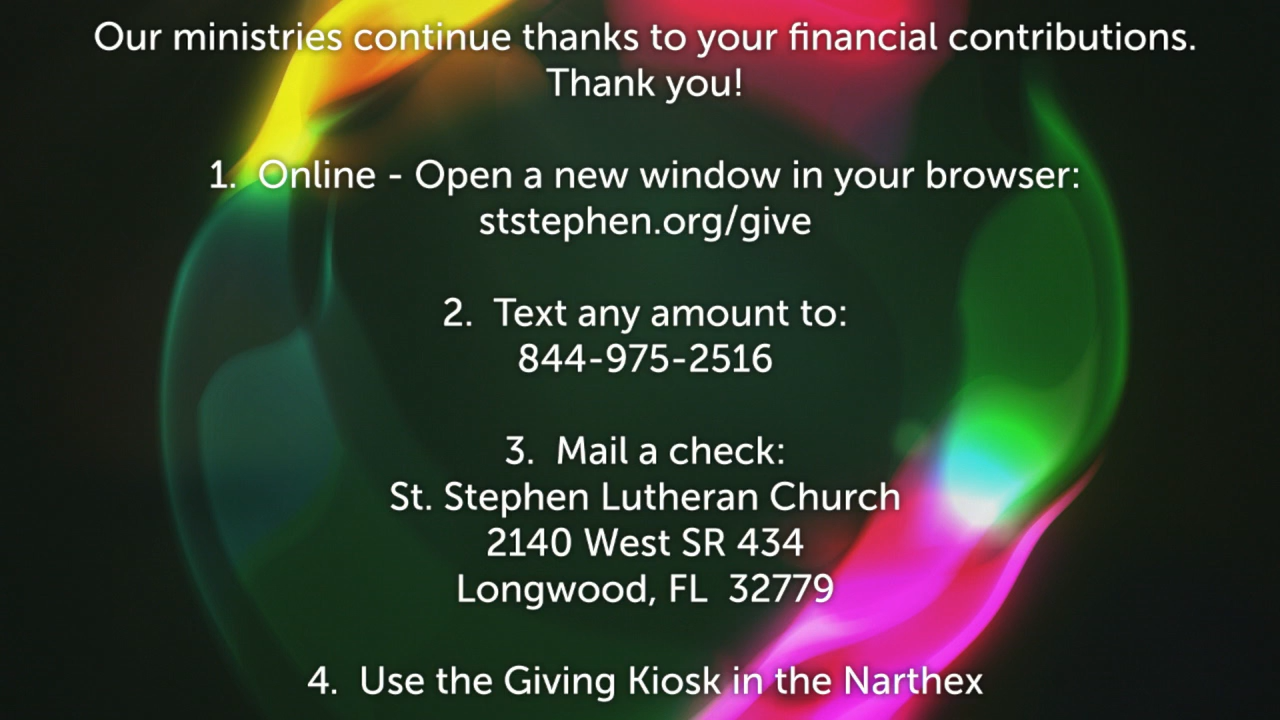 Our ministries continue thanks to your financial contributions.
Thank you!
1.  Online - Open a new window in your browser:
ststephen.org/give
2.  Text any amount to:
844-975-2516
3.  Mail a check:
St. Stephen Lutheran Church
2140 West SR 434
Longwood, FL  32779
4.  Use the Giving Kiosk in the Narthex